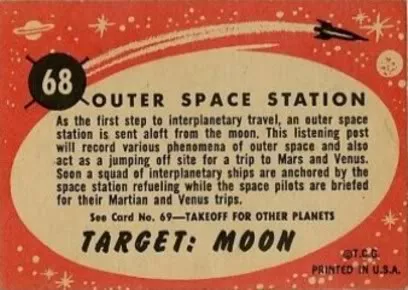 68
OUTER SPACE STATION
As the first step to interplanetary travel, an outer space
station is sent aloft from the moon. This listening post
will record various phenomena of outer space and also
act as a jumping off site for a trip to Mars and Venus.
Soon a squad of interplanetary ships are anchored by the
space station refueling while the space pilots are briefed
for their Martian and Venus trips.
See Card No. 69—TAKEOFF FOR OTHER PLANETS
TARGET: MOON
©T.C.G.
PRINTED IN U.S.A.